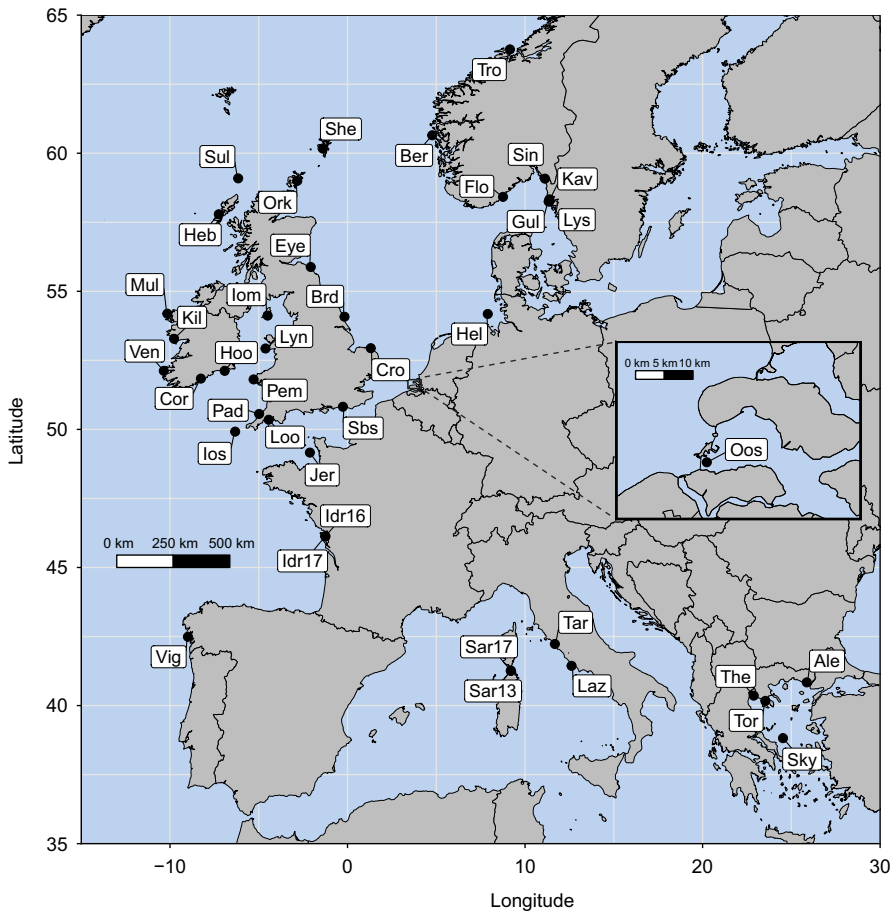 65
Tro
She
60
Sul
Ber
Sin
Kav
Flo
Ork
Heb
Gul
Lys
Eye
55
Mul
Iom
Brd
Kil
Lyn
Hel
Ven
Hoo
Cro
0 km 5 km 10 km
Cor
Pem
Pad
Sbs
Oos
50
Ios
Loo
Jer
Idr16
0 km 250 km 500 km
Idr17
45
Tar
Vig
Sar17
Ale
The
Sar13
Laz
40
Tor
Sky
35
−10 0 10 20 30
Latitude
Longitude